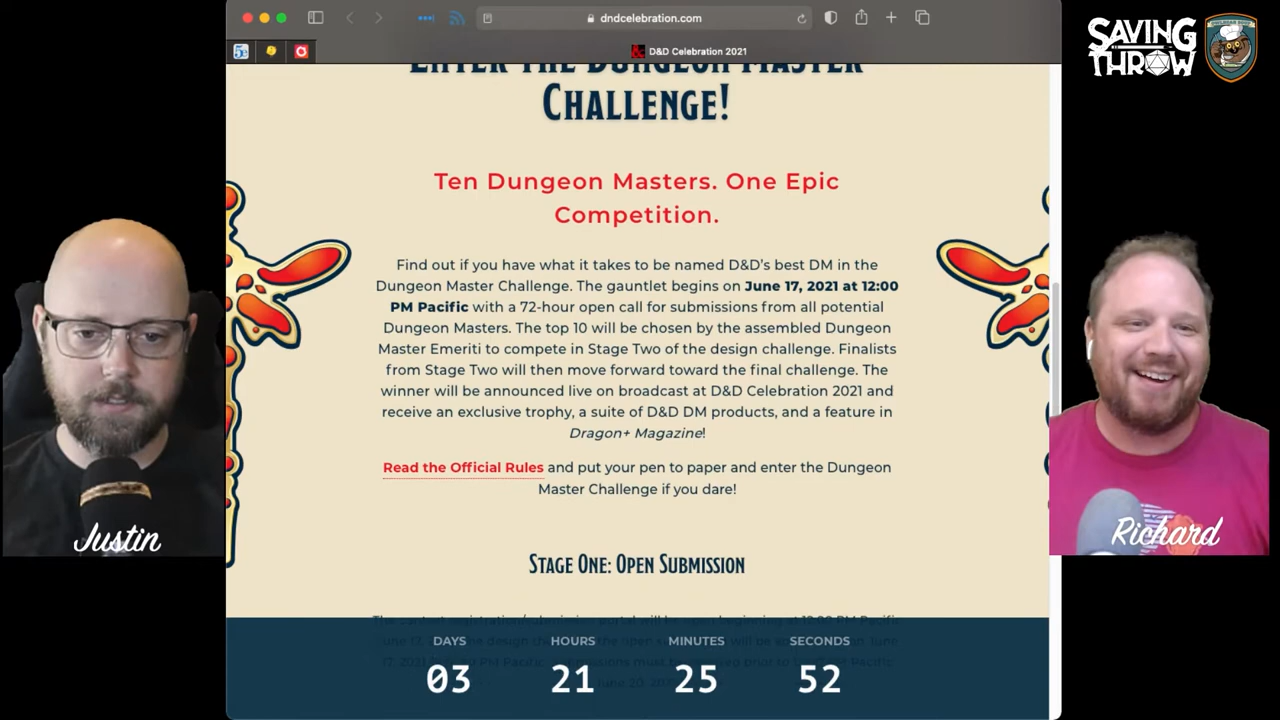 dndcelebration.com
D&D Celebration 2021
SAVING THROW
ENTER THE DUNGEON MASTER
CHALLENGE!
Ten Dungeon Masters. One Epic
Competition.
Find out if you have what it takes to be named D&D's best DM in the
Dungeon Master Challenge. The gauntlet begins on June 17, 2021 at 12:00
PM Pacific with a 72-hour open call for submissions from all potential
Dungeon Masters. The top 10 will be chosen by the assembled Dungeon
Master Emeriti to compete in Stage Two of the design challenge. Finalists
from Stage Two will then move forward toward the final challenge. The
winner will be announced live on broadcast at D&D Celebration 2021 and
receive an exclusive trophy, a suite of D&D DM products, and a feature in
Dragon+ Magazine!
Read the Official Rules and put your pen to paper and enter the Dungeon
Master Challenge if you dare!
STAGE ONE: OPEN SUBMISSION
DAYS HOURS MINUTES SECONDS
03 21 25 52
Justin
Richard